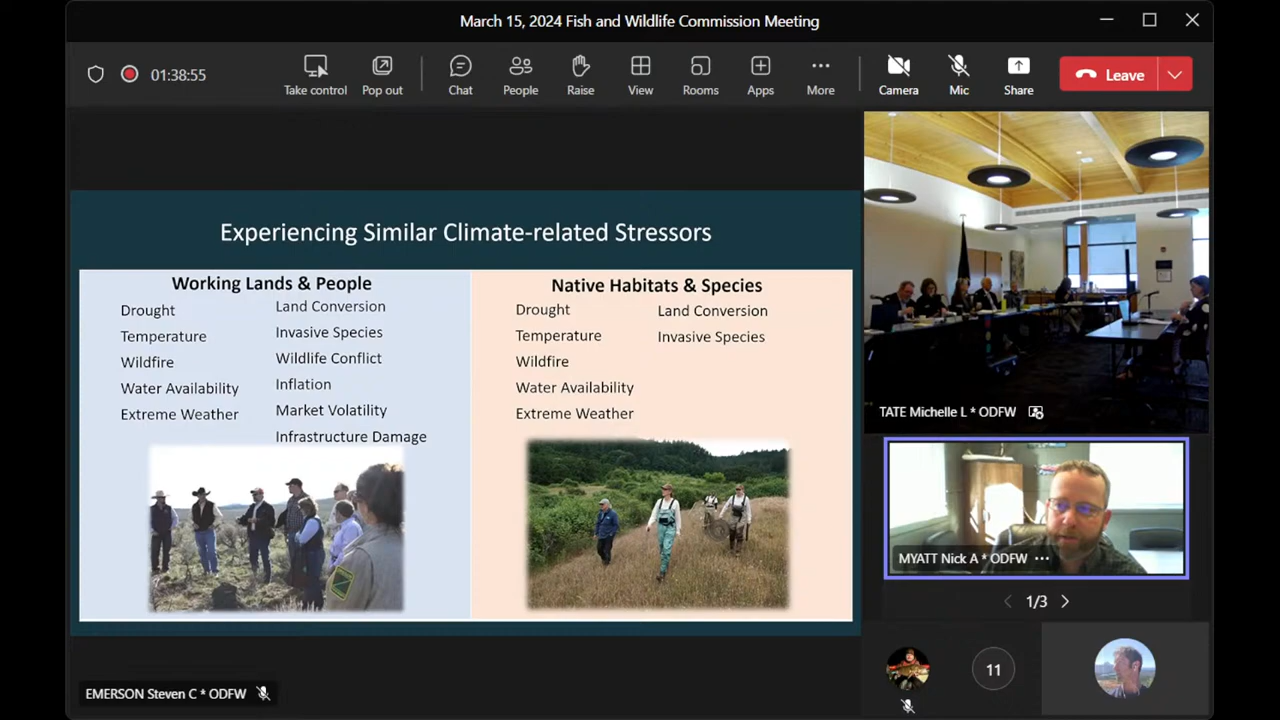 March 15, 2024 Fish and Wildlife Commission Meeting
01:38:55
Take control
Pop out
Chat
People
Raise
View
Rooms
Apps
More
Camera
Mic
Share
Leave
Experiencing Similar Climate-related Stressors
Working Lands & People
Drought
Temperature
Wildfire
Water Availability
Extreme Weather
Land Conversion
Invasive Species
Wildlife Conflict
Inflation
Market Volatility
Infrastructure Damage
Native Habitats & Species
Drought
Temperature
Wildfire
Water Availability
Extreme Weather
Land Conversion
Invasive Species
TATE Michelle L * ODFW
MYATT Nick A * ODFW
1/3
11
EMERSON Steven C * ODFW